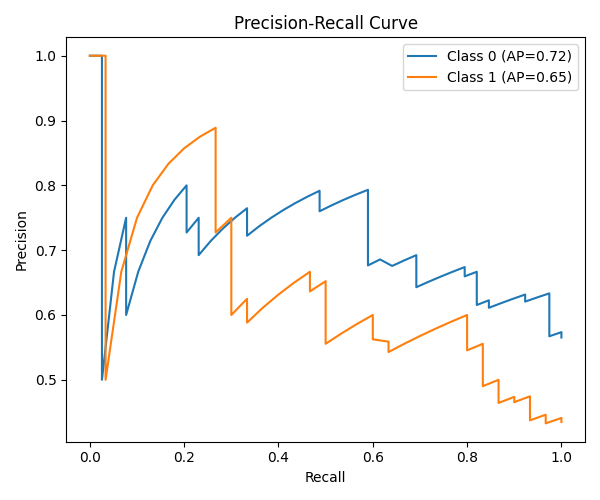 Precision-Recall Curve
Class 0 (AP=0.72)
Class 1 (AP=0.65)
1.0
0.9
0.8
0.7
0.6
0.5
Precision
0.0 0.2 0.4 0.6 0.8 1.0
Recall